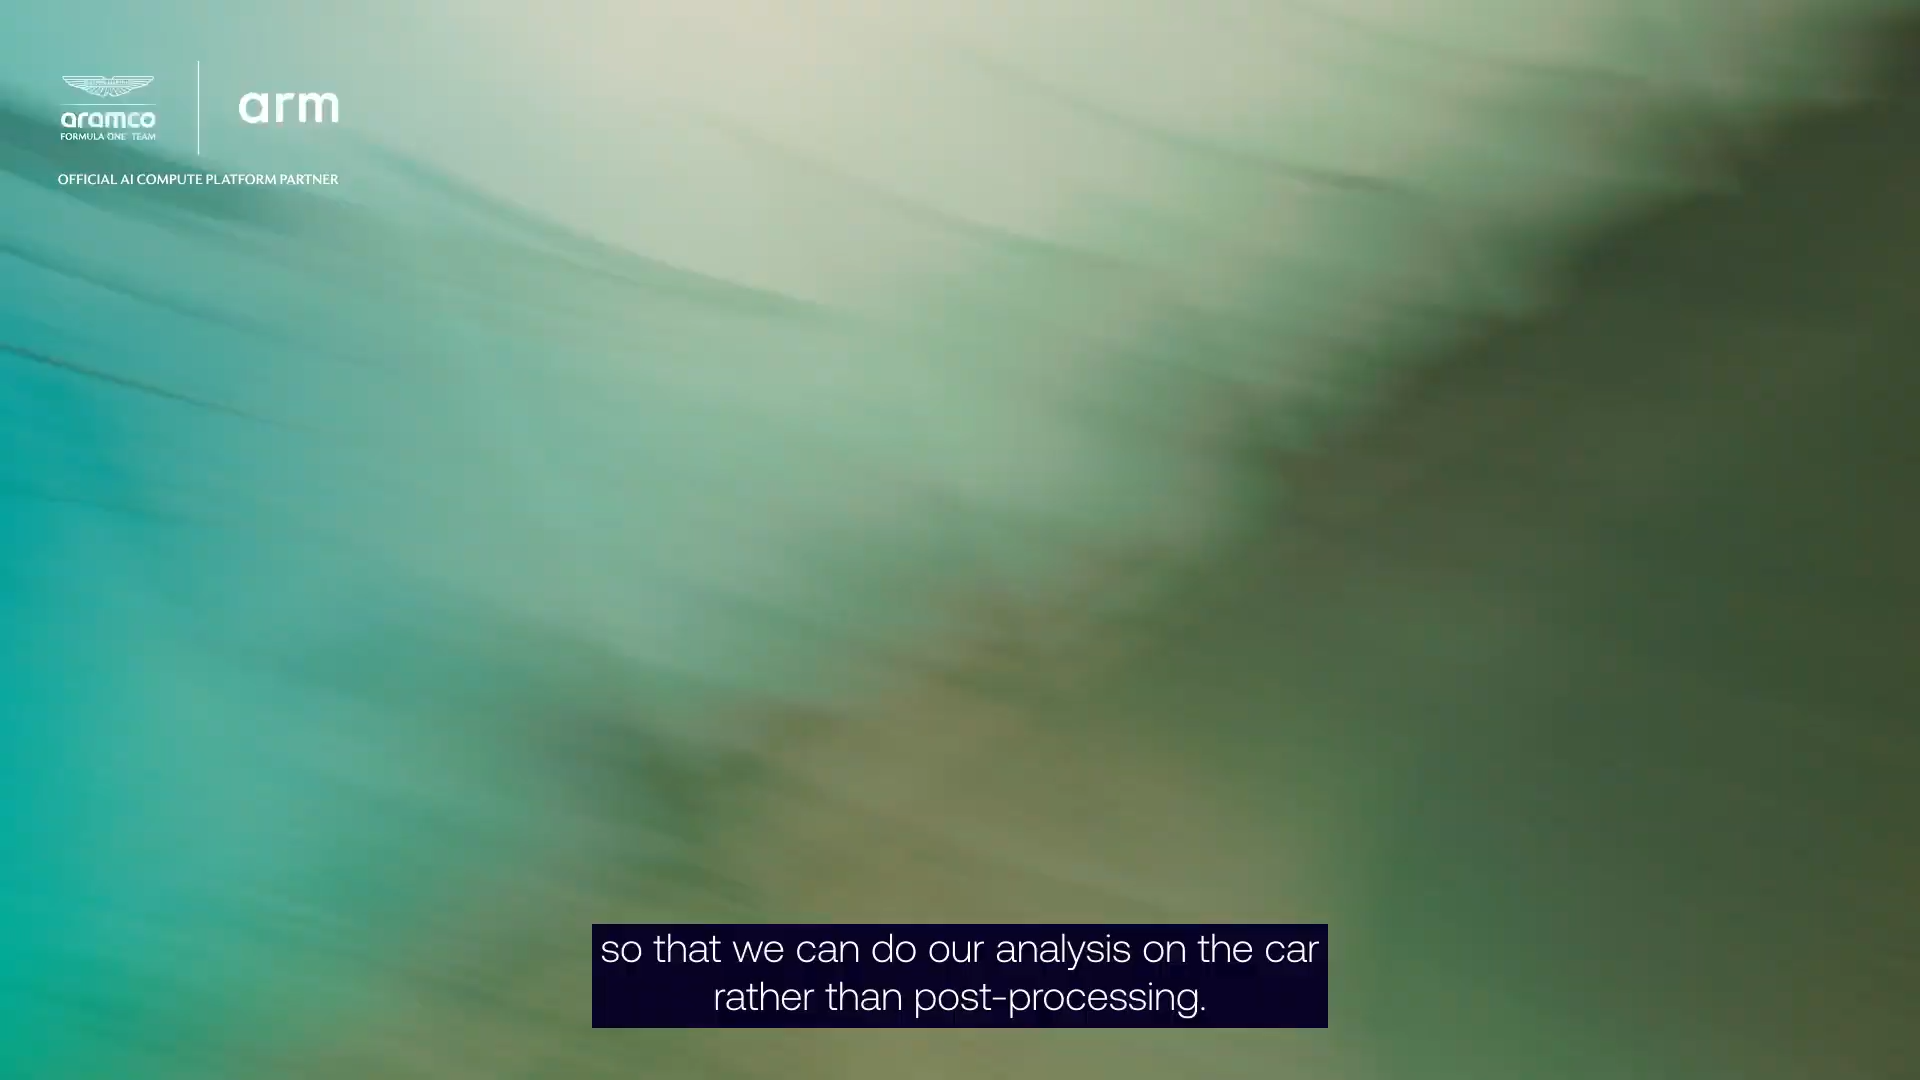 aramco
FORMULA ONE TEAM
arm
OFFICIAL AI COMPUTE PLATFORM PARTNER
so that we can do our analysis on the car
rather than post-processing.